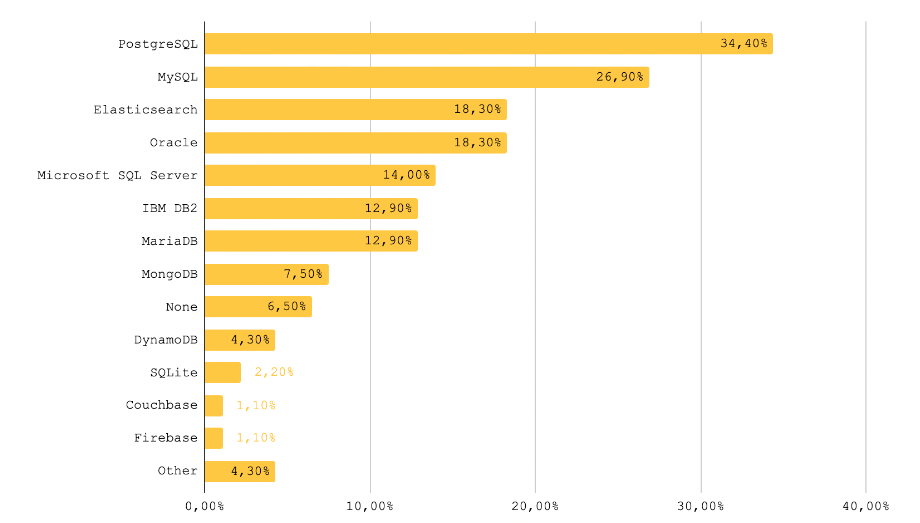 PostgreSQL 34,40%
MySQL 26,90%
Elasticsearch 18,30%
Oracle 18,30%
Microsoft SQL Server 14,00%
IBM DB2 12,90%
MariaDB 12,90%
MongoDB 7,50%
None 6,50%
DynamoDB 4,30%
SQLite 2,20%
Couchbase 1,10%
Firebase 1,10%
Other 4,30%
0,00% 10,00% 20,00% 30,00% 40,00%